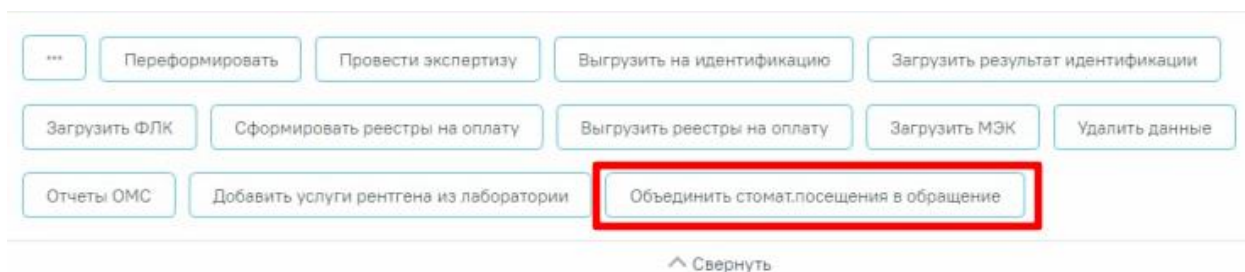 ... Переформировать Провести экспертизу Выгрузить на идентификацию Загрузить результат идентификации
Загрузить ФЛК Сформировать реестры на оплату Выгрузить реестры на оплату Загрузить МЭК Удалить данные
Отчеты ОМС Добавить услуги рентгена из лаборатории Объединить стомат.посещения в обращение
Свернуть